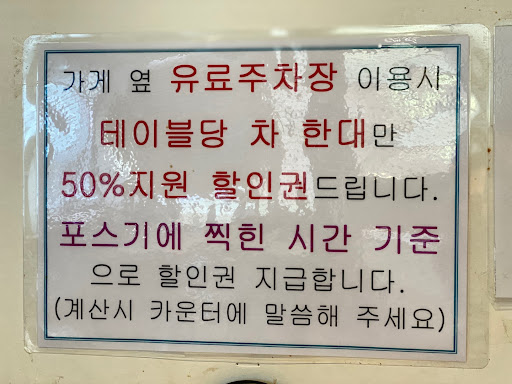 가게 옆 유료주차장 이용시
테이블당 차 한대만
50%지원 할인권드립니다.
포스기에 찍힌 시간 기준
으로 할인권 지급합니다.
(계산시 카운터에 말씀해 주세요)